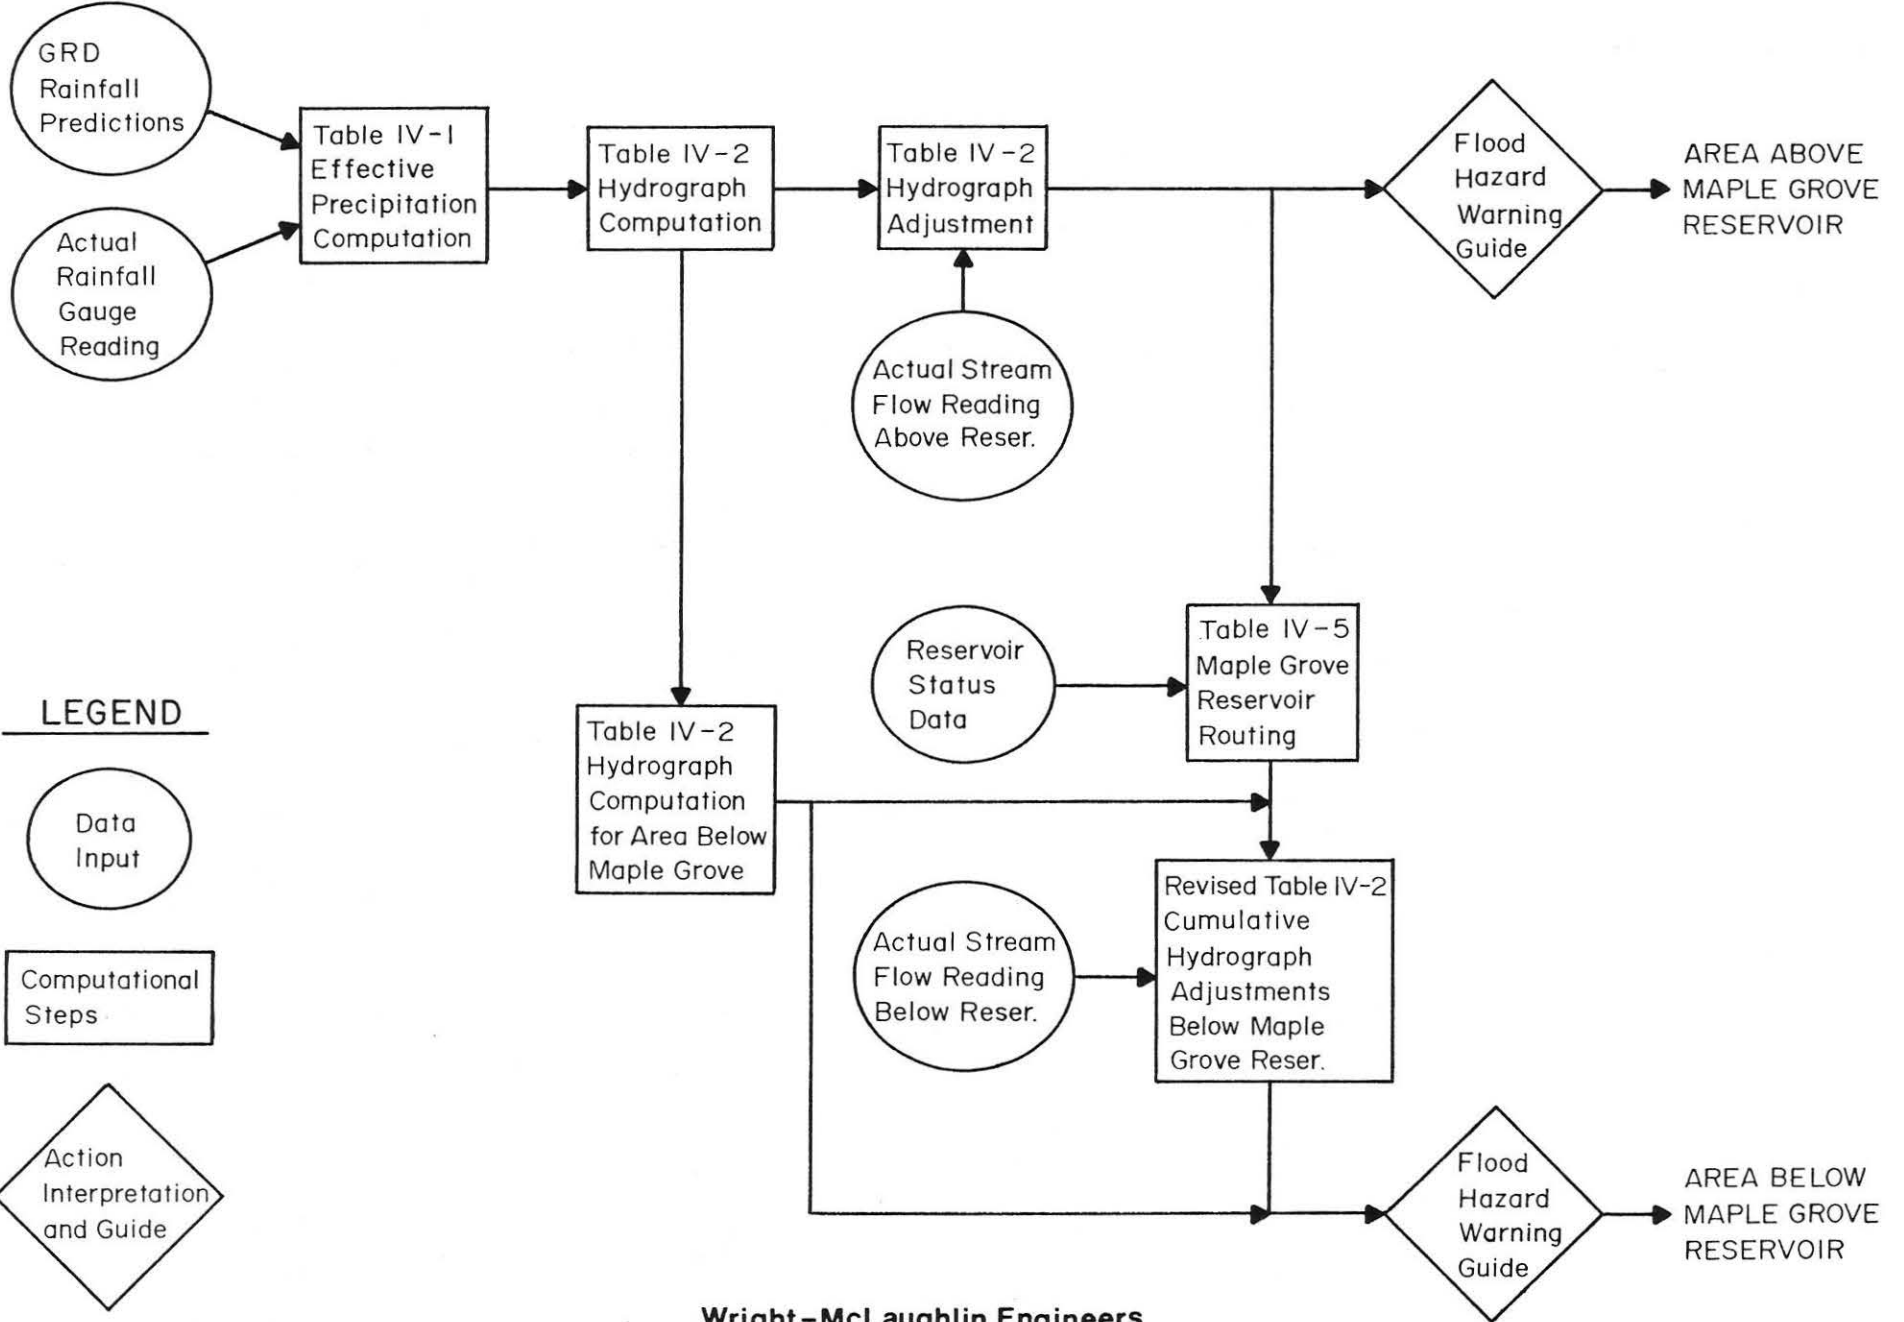 GRD
Rainfall
Predictions
Actual
Rainfall
Gauge
Reading
Table IV-1
Effective
Precipitation
Computation
Table IV-2
Hydrograph
Computation
Table IV-2
Hydrograph
Adjustment
Flood
Hazard
Warning
Guide
AREA ABOVE
MAPLE GROVE
RESERVOIR
Actual Stream
Flow Reading
Above Reser.
Reservoir
Status
Data
Table IV-5
Maple Grove
Reservoir
Routing
Table IV-2
Hydrograph
Computation
for Area Below
Maple Grove
Actual Stream
Flow Reading
Below Reser.
Revised Table IV-2
Cumulative
Hydrograph
Adjustments
Below Maple
Grove Reser.
Flood
Hazard
Warning
Guide
AREA BELOW
MAPLE GROVE
RESERVOIR
LEGEND
Data
Input
Computational
Steps
Action
Interpretation
and Guide
Wright-McLaughlin Engineers